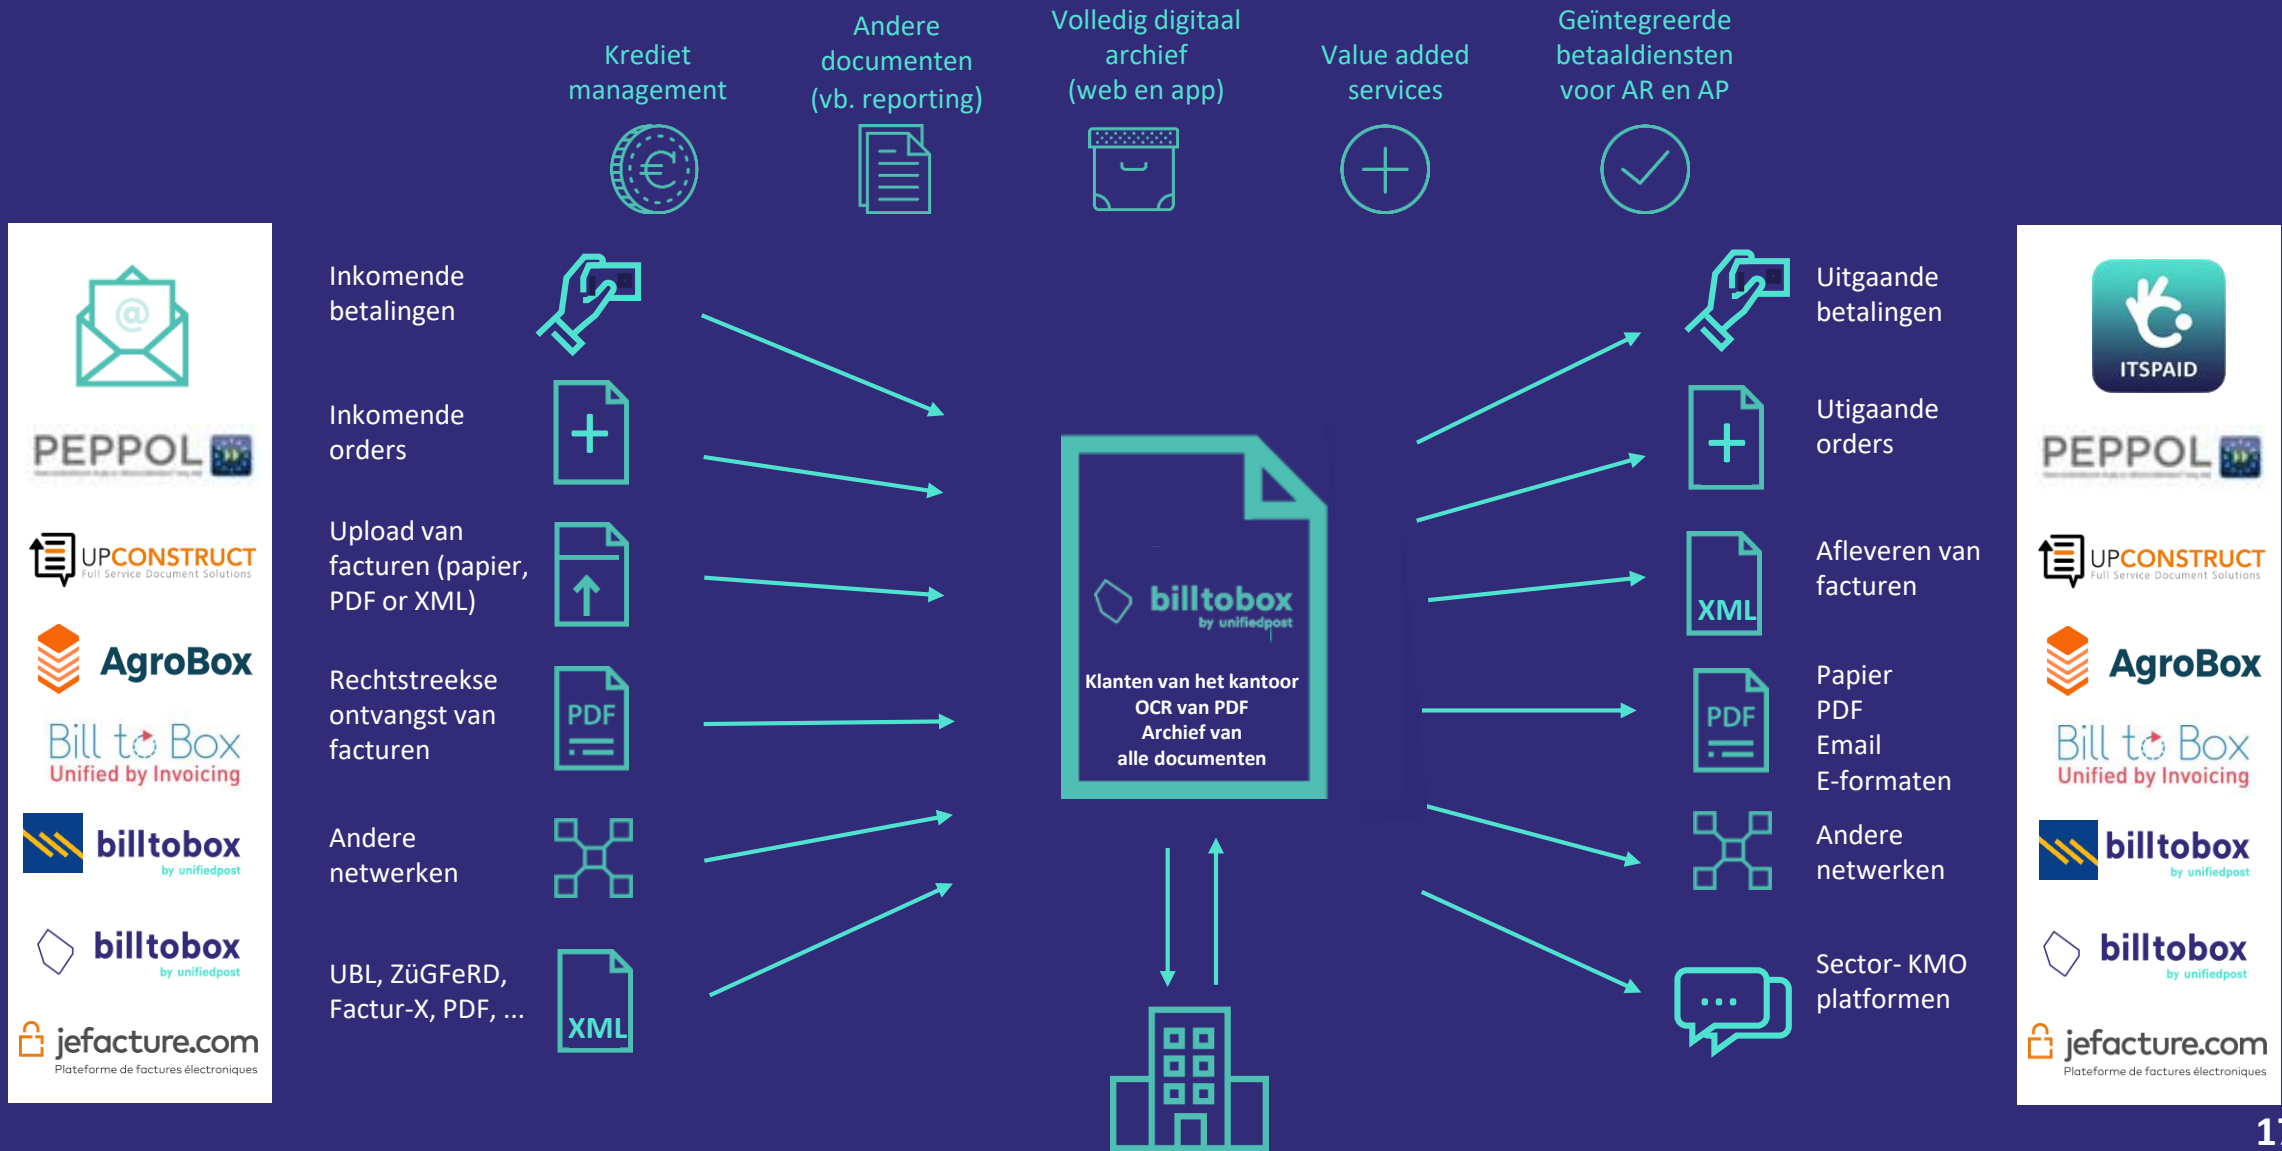 Krediet
management
Andere
documenten
(vb. reporting)
Volledig digitaal
archief
(web en app)
Value added
services
Geïntegreerde
betaaldiensten
voor AR en AP
@
PEPPOL
UPCONSTRUCT
Full Service Document Solutions
AgroBox
Bill to Box
Unified by Invoicing
billtobox
by unifiedpost
billtobox
by unifiedpost
jefacture.com
Plateforme de factures électroniques
Inkomende
betalingen
Inkomende
orders
Upload van
facturen (papier,
PDF or XML)
Rechtstreekse
ontvangst van
facturen
PDF
Andere
netwerken
UBL, ZüGFeRD,
Factur-X, PDF, ...
XML
billtobox
by unifiedpost
Klanten van het kantoor
OCR van PDF
Archief van
alle documenten
Uitgaande
betalingen
Utigaande
orders
Afleveren van
facturen
XML
Papier
PDF
Email
E-formaten
PDF
Andere
netwerken
Sector- KMO
platformen
ITSPAID
PEPPOL
UPCONSTRUCT
Full Service Document Solutions
AgroBox
Bill to Box
Unified by Invoicing
billtobox
by unifiedpost
billtobox
by unifiedpost
jefacture.com
Plateforme de factures électroniques
17